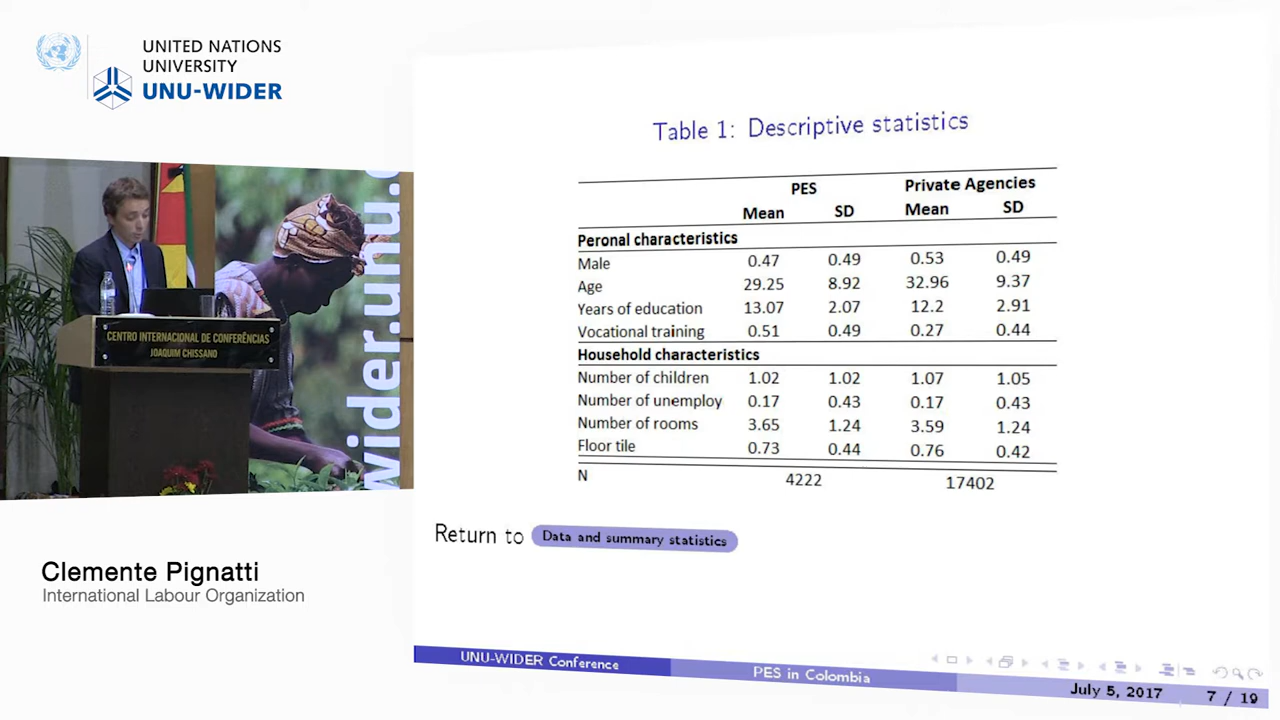 UNITED NATIONS
UNIVERSITY
UNU-WIDER
wider.unu.
CENTRO INTERNACIONAL DE CONFERÊNCIAS
JOAQUIM CHISSANO
Clemente Pignatti
International Labour Organization
Table 1: Descriptive statistics
PES Private Agencies
Mean SD Mean SD
Peronal characteristics
Male 0.47 0.49 0.53 0.49
Age 29.25 8.92 32.96 9.37
Years of education 13.07 2.07 12.2 2.91
Vocational training 0.51 0.49 0.27 0.44
Household characteristics
Number of children 1.02 1.02 1.07 1.05
Number of unemploy 0.17 0.43 0.17 0.43
Number of rooms 3.65 1.24 3.59 1.24
Floor tile 0.73 0.44 0.76 0.42
N 4222 17402
Return to Data and summary statistics
UNU-WIDER Conference PES in Colombia July 5, 2017 7 / 19